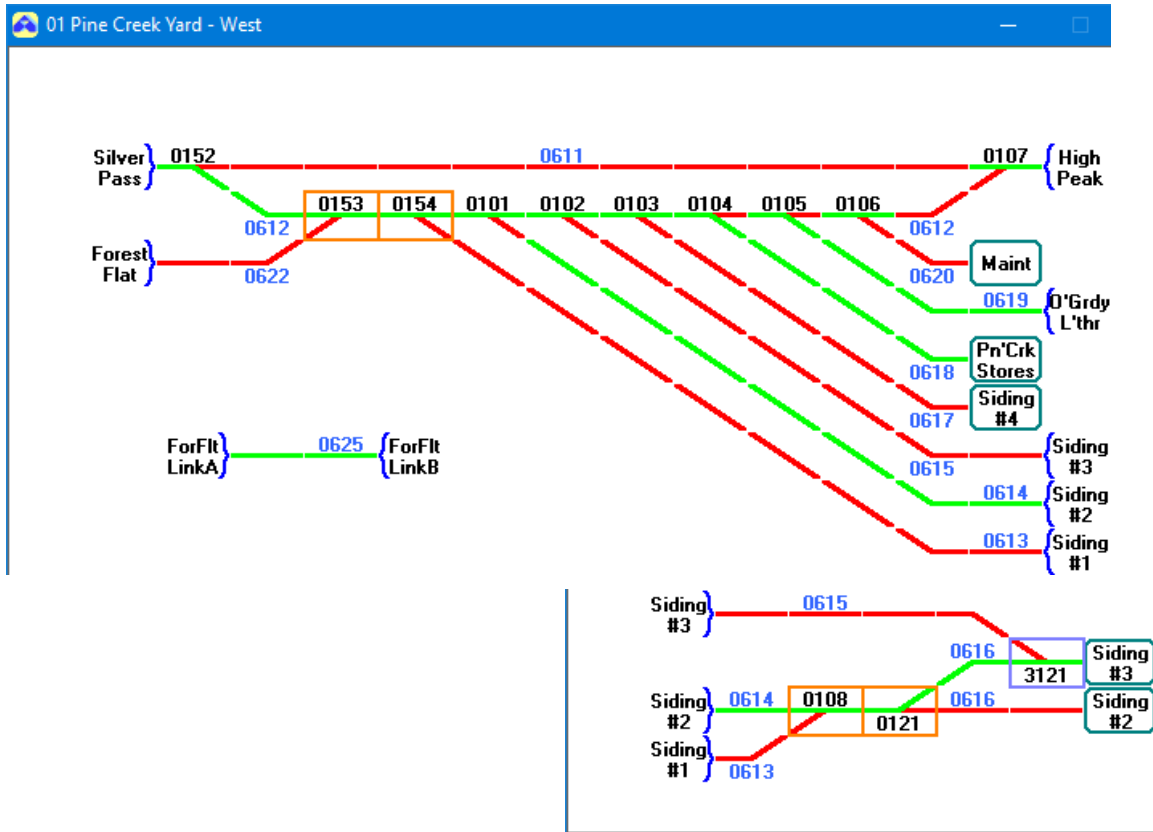 01 Pine Creek Yard - West
Silver
Pass
0152
0611
0107
High
Peak
0153
0154
0101
0102
0103
0104
0105
0106
0612
0612
Forest
Flat
0622
0620
Maint
0619
O'Grdy
L'thr
0618
Pn'Crk
Stores
0617
Siding
#4
ForFlt
LinkA
0625
ForFlt
LinkB
0615
Siding
#3
0614
Siding
#2
0613
Siding
#1
Siding
#3
0615
0616
3121
Siding
#3
Siding
#2
0614
0108
0121
0616
Siding
#2
Siding
#1
0613